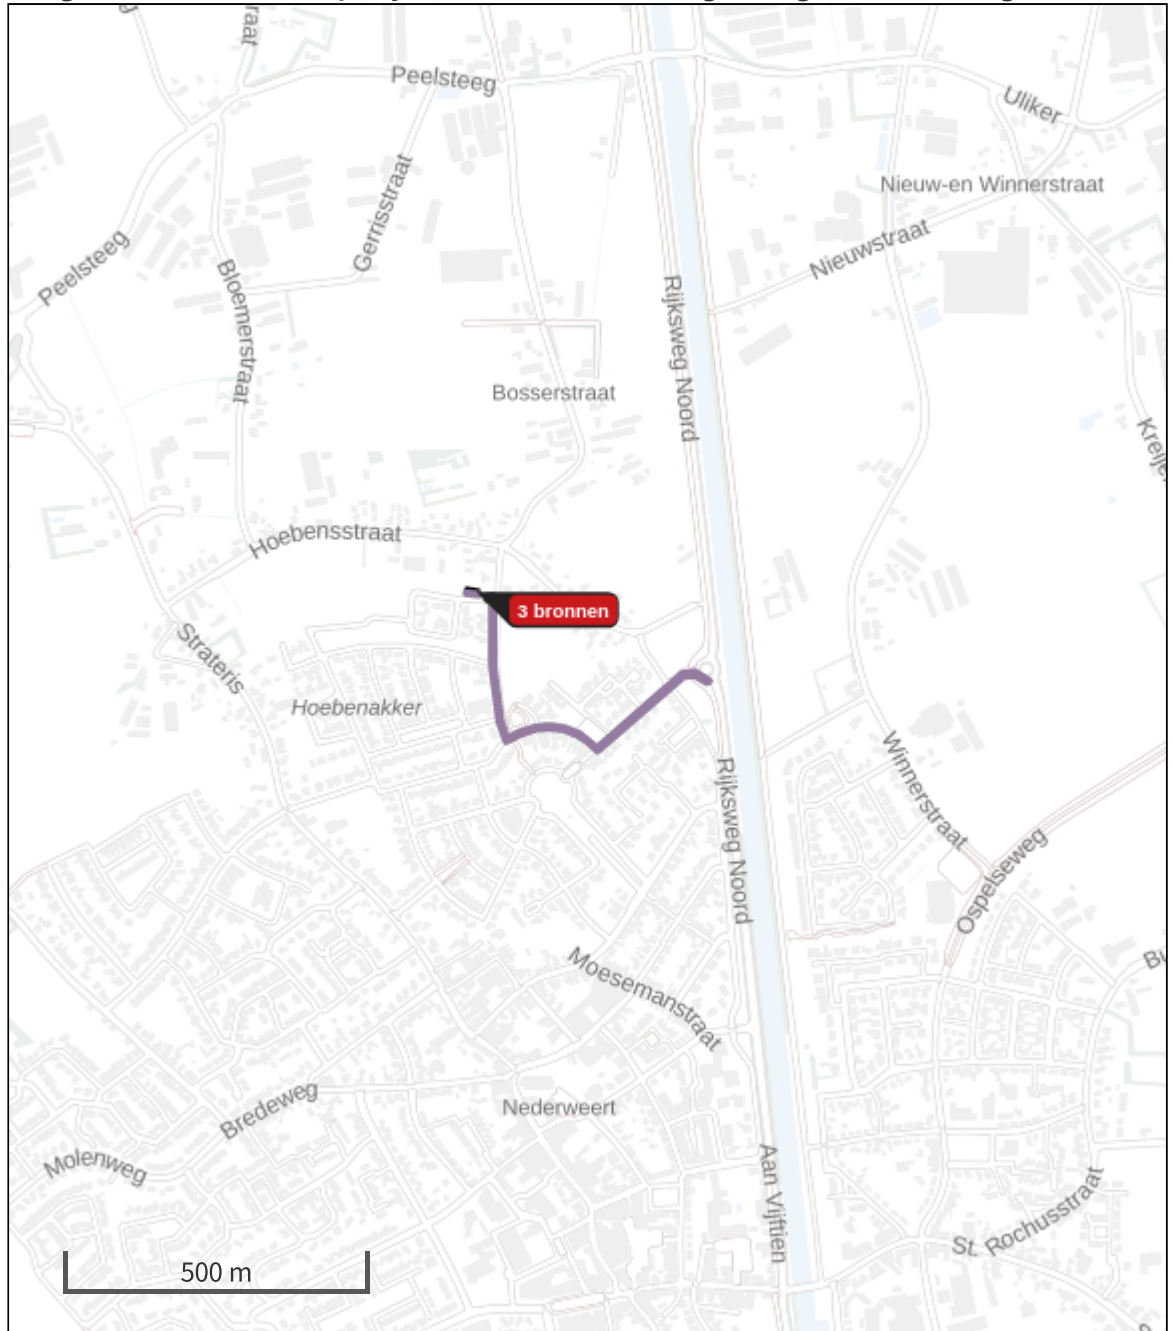 Peelsteeg
Uliker
Nieuw-en Winnerstraat
Gerrisstraat
Nieuwstraat
Peelsteeg
Bloemerstraat
Rijksweg Noord
Bosserstraat
Hoebensstraat
3 bronnen
Strateris
Hoebenakker
Winnerstraat
Rijksweg Noord
Ospelseweg
Moesemanstraat
Bredeweg
Nederweert
Molenweg
Aan Vijftien
St. Rochusstraat
500 m